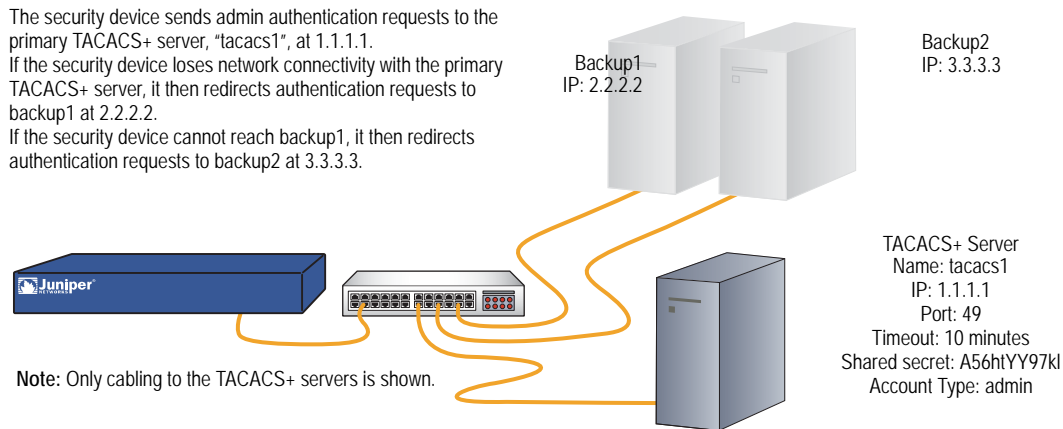 The security device sends admin authentication requests to the
primary TACACS+ server, “tacacs1”, at 1.1.1.1.
If the security device loses network connectivity with the primary
TACACS+ server, it then redirects authentication requests to
backup1 at 2.2.2.2.
If the security device cannot reach backup1, it then redirects
authentication requests to backup2 at 3.3.3.3.
Backup1
IP: 2.2.2.2
Backup2
IP: 3.3.3.3
Juniper®
NETWORKS
TACACS+ Server
Name: tacacs1
IP: 1.1.1.1
Port: 49
Timeout: 10 minutes
Shared secret: A56htYY97kl
Account Type: admin
Note: Only cabling to the TACACS+ servers is shown.